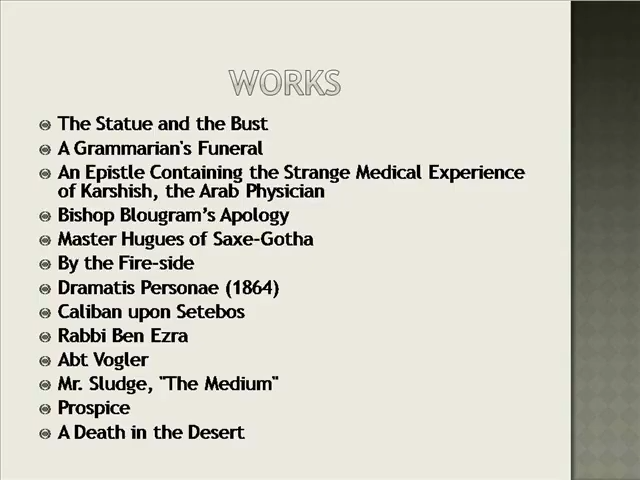 WORKS
The Statue and the Bust
A Grammarian's Funeral
An Epistle Containing the Strange Medical Experience
of Karshish, the Arab Physician
Bishop Blougram’s Apology
Master Hugues of Saxe-Gotha
By the Fire-side
Dramatis Personae (1864)
Caliban upon Setebos
Rabbi Ben Ezra
Abt Vogler
Mr. Sludge, "The Medium"
Prospice
A Death in the Desert